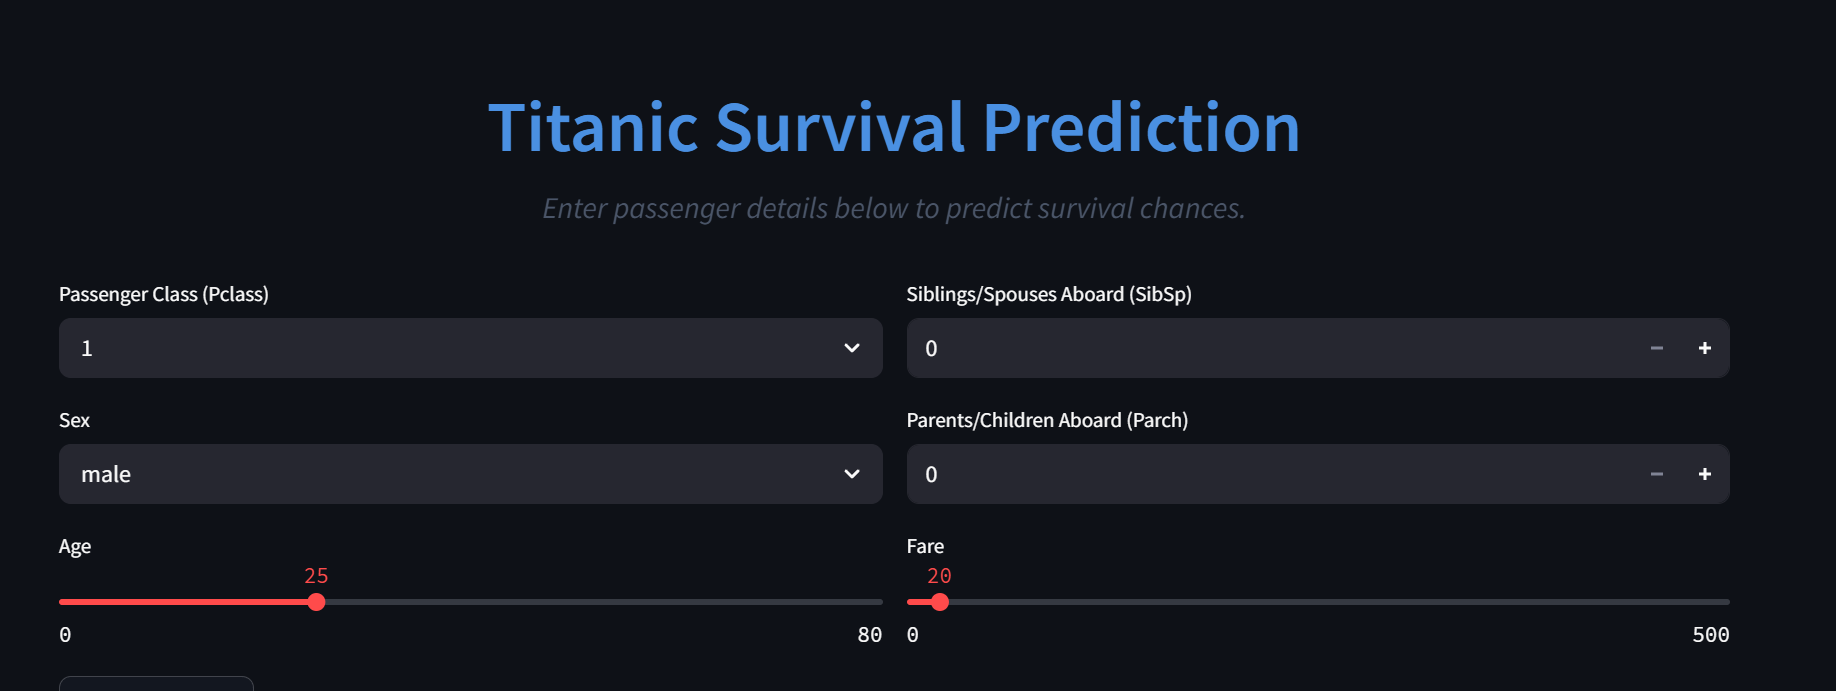 Titanic Survival Prediction
Enter passenger details below to predict survival chances.
Passenger Class (Pclass)
1
Sex
male
Age
25
0 80
Siblings/Spouses Aboard (SibSp)
0
Parents/Children Aboard (Parch)
0
Fare
20
0 500